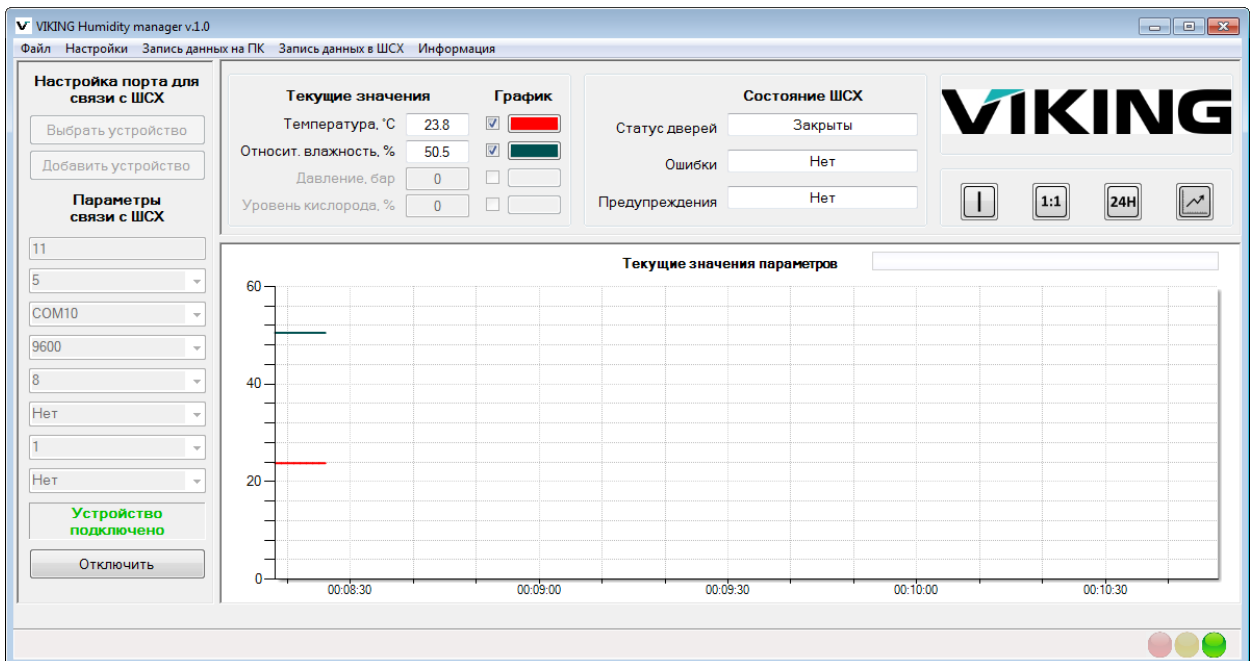 VIKING Humidity manager v.1.0
Файл Настройки Запись данных на ПК Запись данных в ШСХ Информация
Настройка порта для
связи с ШСХ
Выбрать устройство
Добавить устройство
Параметры
связи с ШСХ
11
5
COM10
9600
8
Нет
1
Нет
Устройство
подключено
Отключить
Текущие значения График
Температура, °C 23.8
Относит. влажность, % 50.5
Давление, бар 0
Уровень кислорода, % 0
Состояние ШСХ
Статус дверей Закрыты
Ошибки Нет
Предупреждения Нет
VIKING
1:1 24H
Текущие значения параметров
60
40
20
0
00:08:30 00:09:00 00:09:30 00:10:00 00:10:30